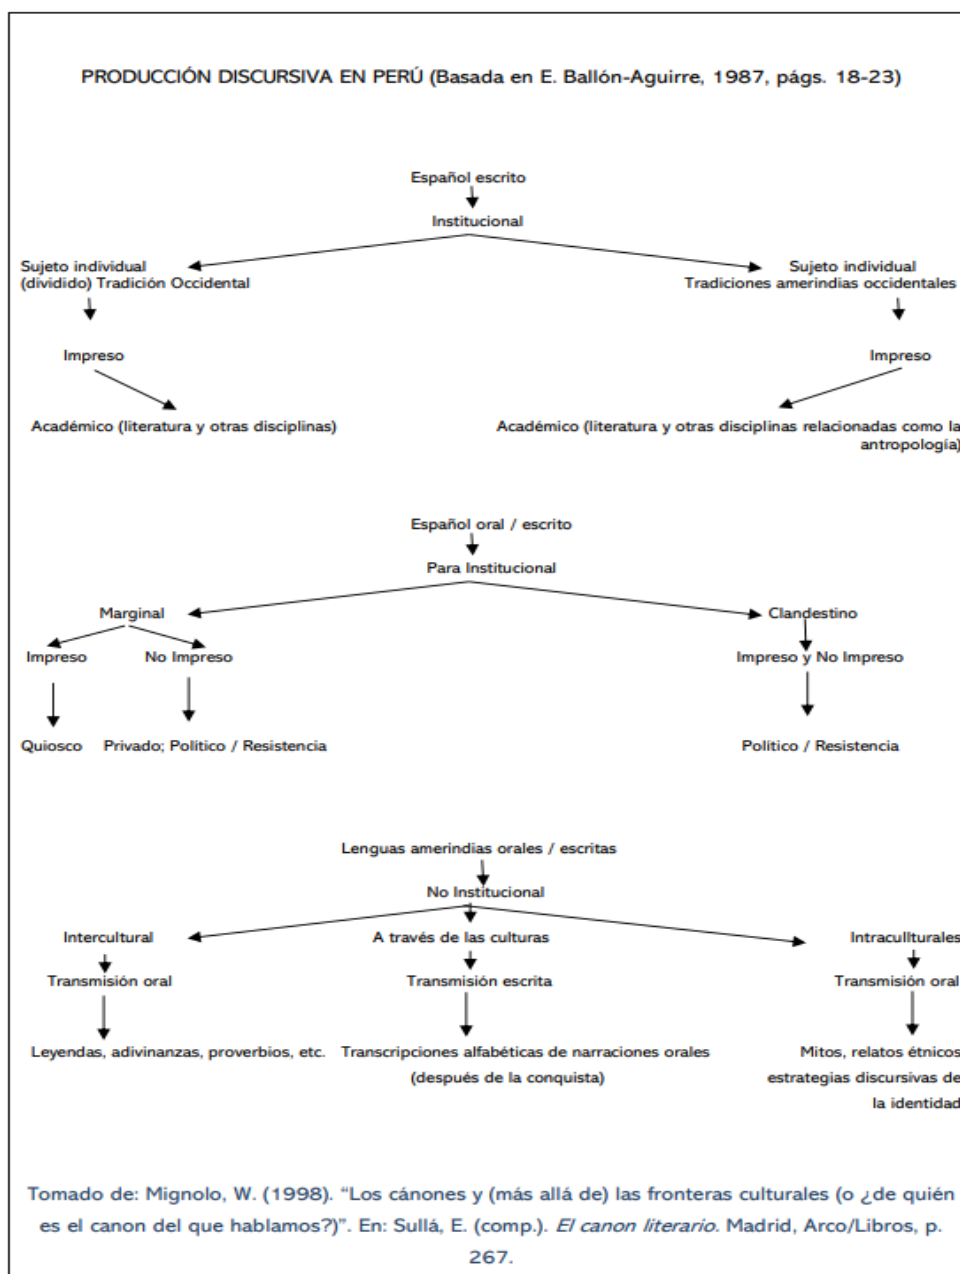 PRODUCCIÓN DISCURSIVA EN PERÚ (Basada en E. Ballón-Aguirre, 1987, págs. 18-23)
Español escrito
Institucional
Sujeto individual
(dividido) Tradición Occidental
Sujeto individual
Tradiciones amerindias occidentales
Impreso
Impreso
Académico (literatura y otras disciplinas)
Académico (literatura y otras disciplinas relacionadas como la
antropología)
Español oral / escrito
Para Institucional
Marginal
Clandestino
Impreso
No Impreso
Impreso y No Impreso
Quiosco
Privado; Político / Resistencia
Político / Resistencia
Lenguas amerindias orales / escritas
No Institucional
Intercultural
A través de las culturas
Intracullturales
Transmisión oral
Transmisión escrita
Transmisión oral
Leyendas, adivinanzas, proverbios, etc.
Transcripciones alfabéticas de narraciones orales
(después de la conquista)
Mitos, relatos étnicos
estrategias discursivas de
la identidad
Tomado de: Mignolo, W. (1998). “Los cánones y (más allá de) las fronteras culturales (o ¿de quién
es el canon del que hablamos?)”. En: Sullá, E. (comp.). El canon literario. Madrid, Arco/Libros, p.
267.